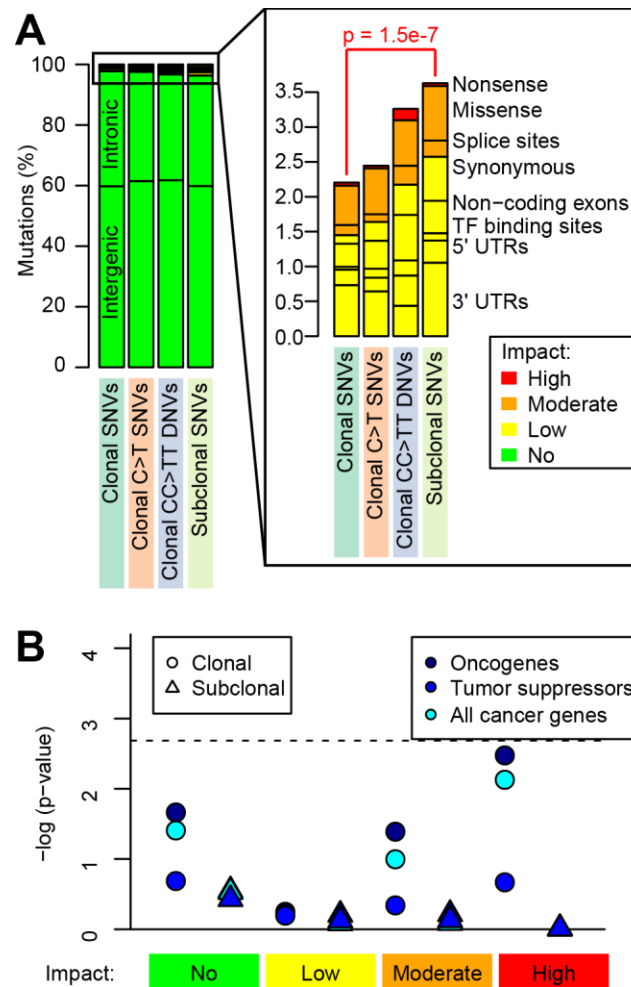 A
p = 1.5e-7
Mutations (%)
100
80
60
40
20
0
Intronic
Intergenic
Clonal SNVs
Clonal C>T SNVs
Clonal CC>TT DNVs
Subclonal SNVs
3.5
3.0
2.5
2.0
1.5
1.0
0.5
0.0
Nonsense
Missense
Splice sites
Synonymous
Non−coding exons
TF binding sites
5' UTRs
3' UTRs
Clonal SNVs
Clonal C>T SNVs
Clonal CC>TT DNVs
Subclonal SNVs
Impact:
High
Moderate
Low
No
B
−log (p−value)
4
3
2
1
0
Clonal
Subclonal
Oncogenes
Tumor suppressors
All cancer genes
Impact: No Low Moderate High